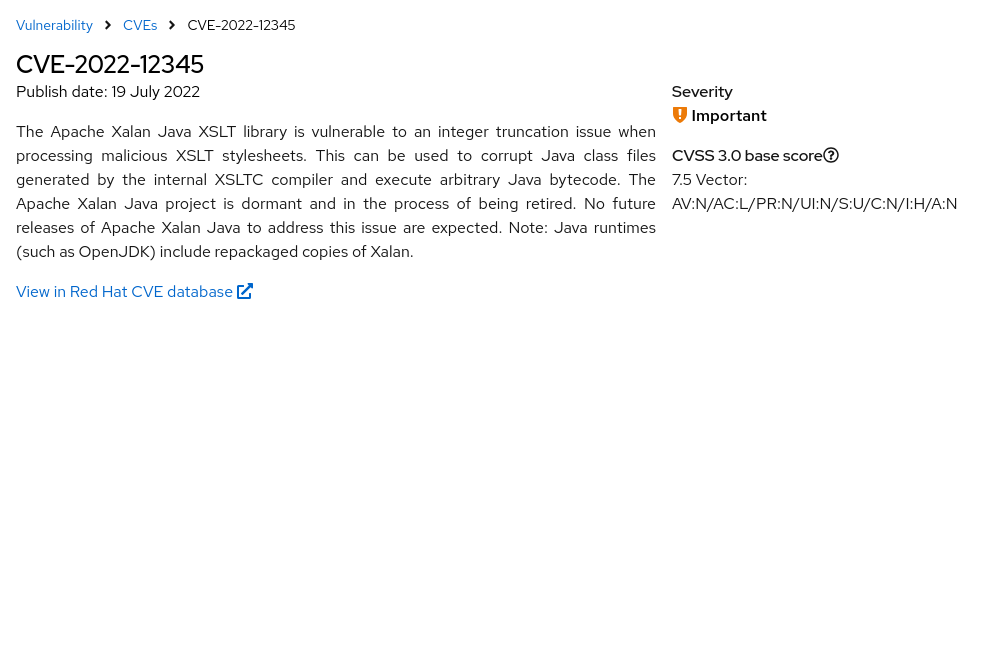 Vulnerability > CVEs > CVE-2022-12345
CVE-2022-12345
Publish date: 19 July 2022
The Apache Xalan Java XSLT library is vulnerable to an integer truncation issue when
processing malicious XSLT stylesheets. This can be used to corrupt Java class files
generated by the internal XSLTC compiler and execute arbitrary Java bytecode. The
Apache Xalan Java project is dormant and in the process of being retired. No future
releases of Apache Xalan Java to address this issue are expected. Note: Java runtimes
(such as OpenJDK) include repackaged copies of Xalan.
View in Red Hat CVE database
Severity
Important
CVSS 3.0 base score
7.5 Vector:
AV:N/AC:L/PR:N/UI:N/S:U/C:N/I:H/A:N